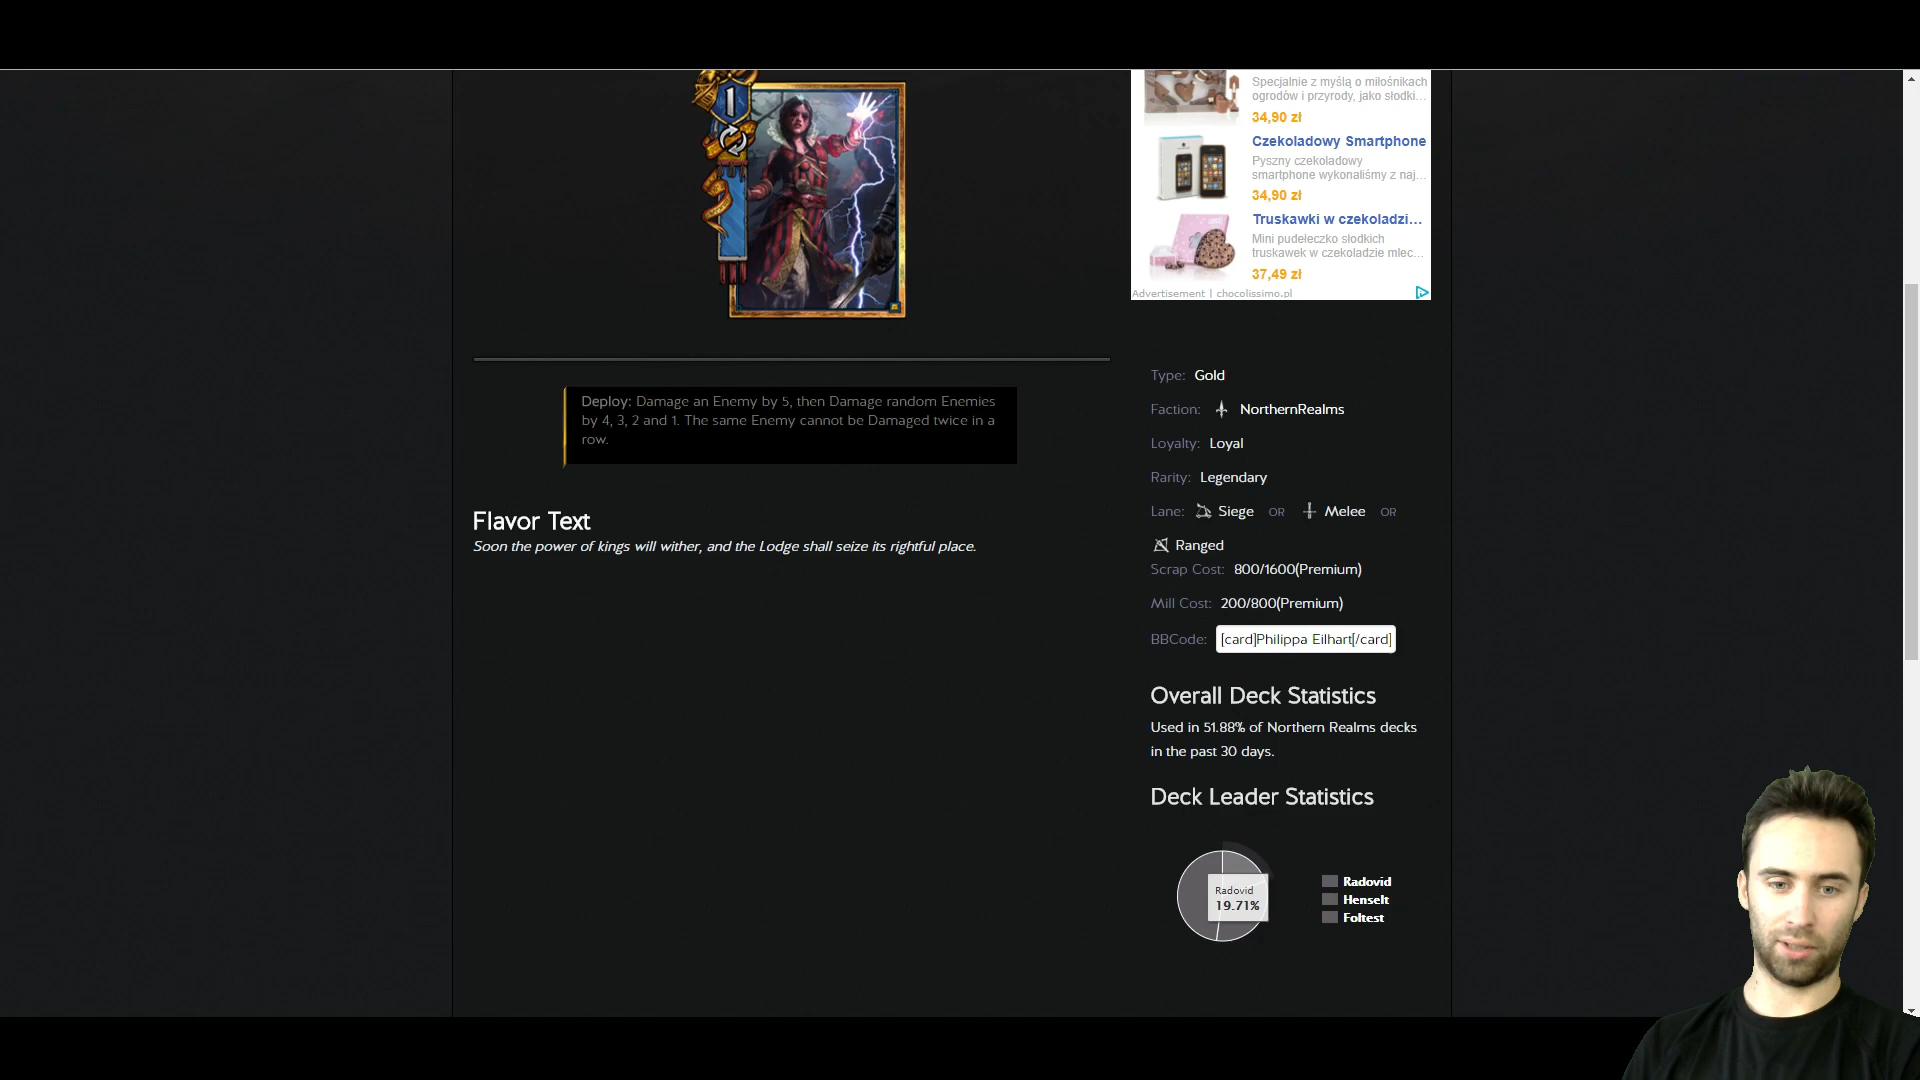 1
Deploy: Damage an Enemy by 5, then Damage random Enemies
by 4, 3, 2 and 1. The same Enemy cannot be Damaged twice in a
row.
Flavor Text
Soon the power of kings will wither, and the Lodge shall seize its rightful place.
Specjalnie z myślą o miłośnikach
ogrodów i przyrody, jako słodki...
34,90 zł
Czekoladowy Smartphone
Pyszny czekoladowy
smartphone wykonaliśmy z naj...
34,90 zł
Truskawki w czekoladzi...
Mini pudełeczko słodkich
truskawek w czekoladzie mlec...
37,49 zł
Advertisement | chocolissimo.pl
Type: Gold
Faction: NorthernRealms
Loyalty: Loyal
Rarity: Legendary
Lane: Siege OR Melee OR
Ranged
Scrap Cost: 800/1600(Premium)
Mill Cost: 200/800(Premium)
BBCode: [card]Philippa Eilhart[/card]
Overall Deck Statistics
Used in 51.88% of Northern Realms decks
in the past 30 days.
Deck Leader Statistics
Radovid
19.71%
Radovid
Henselt
Foltest